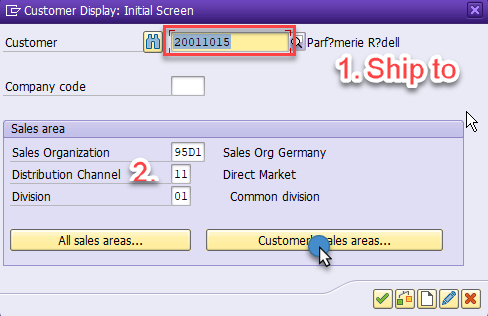 Customer Display: Initial Screen
Customer 20011015 Parf?merie R?dell
1. Ship to
Company code
Sales area
Sales Organization 95D1 Sales Org Germany
Distribution Channel 2. 11 Direct Market
Division 01 Common division
All sales areas... Customer's sales areas...